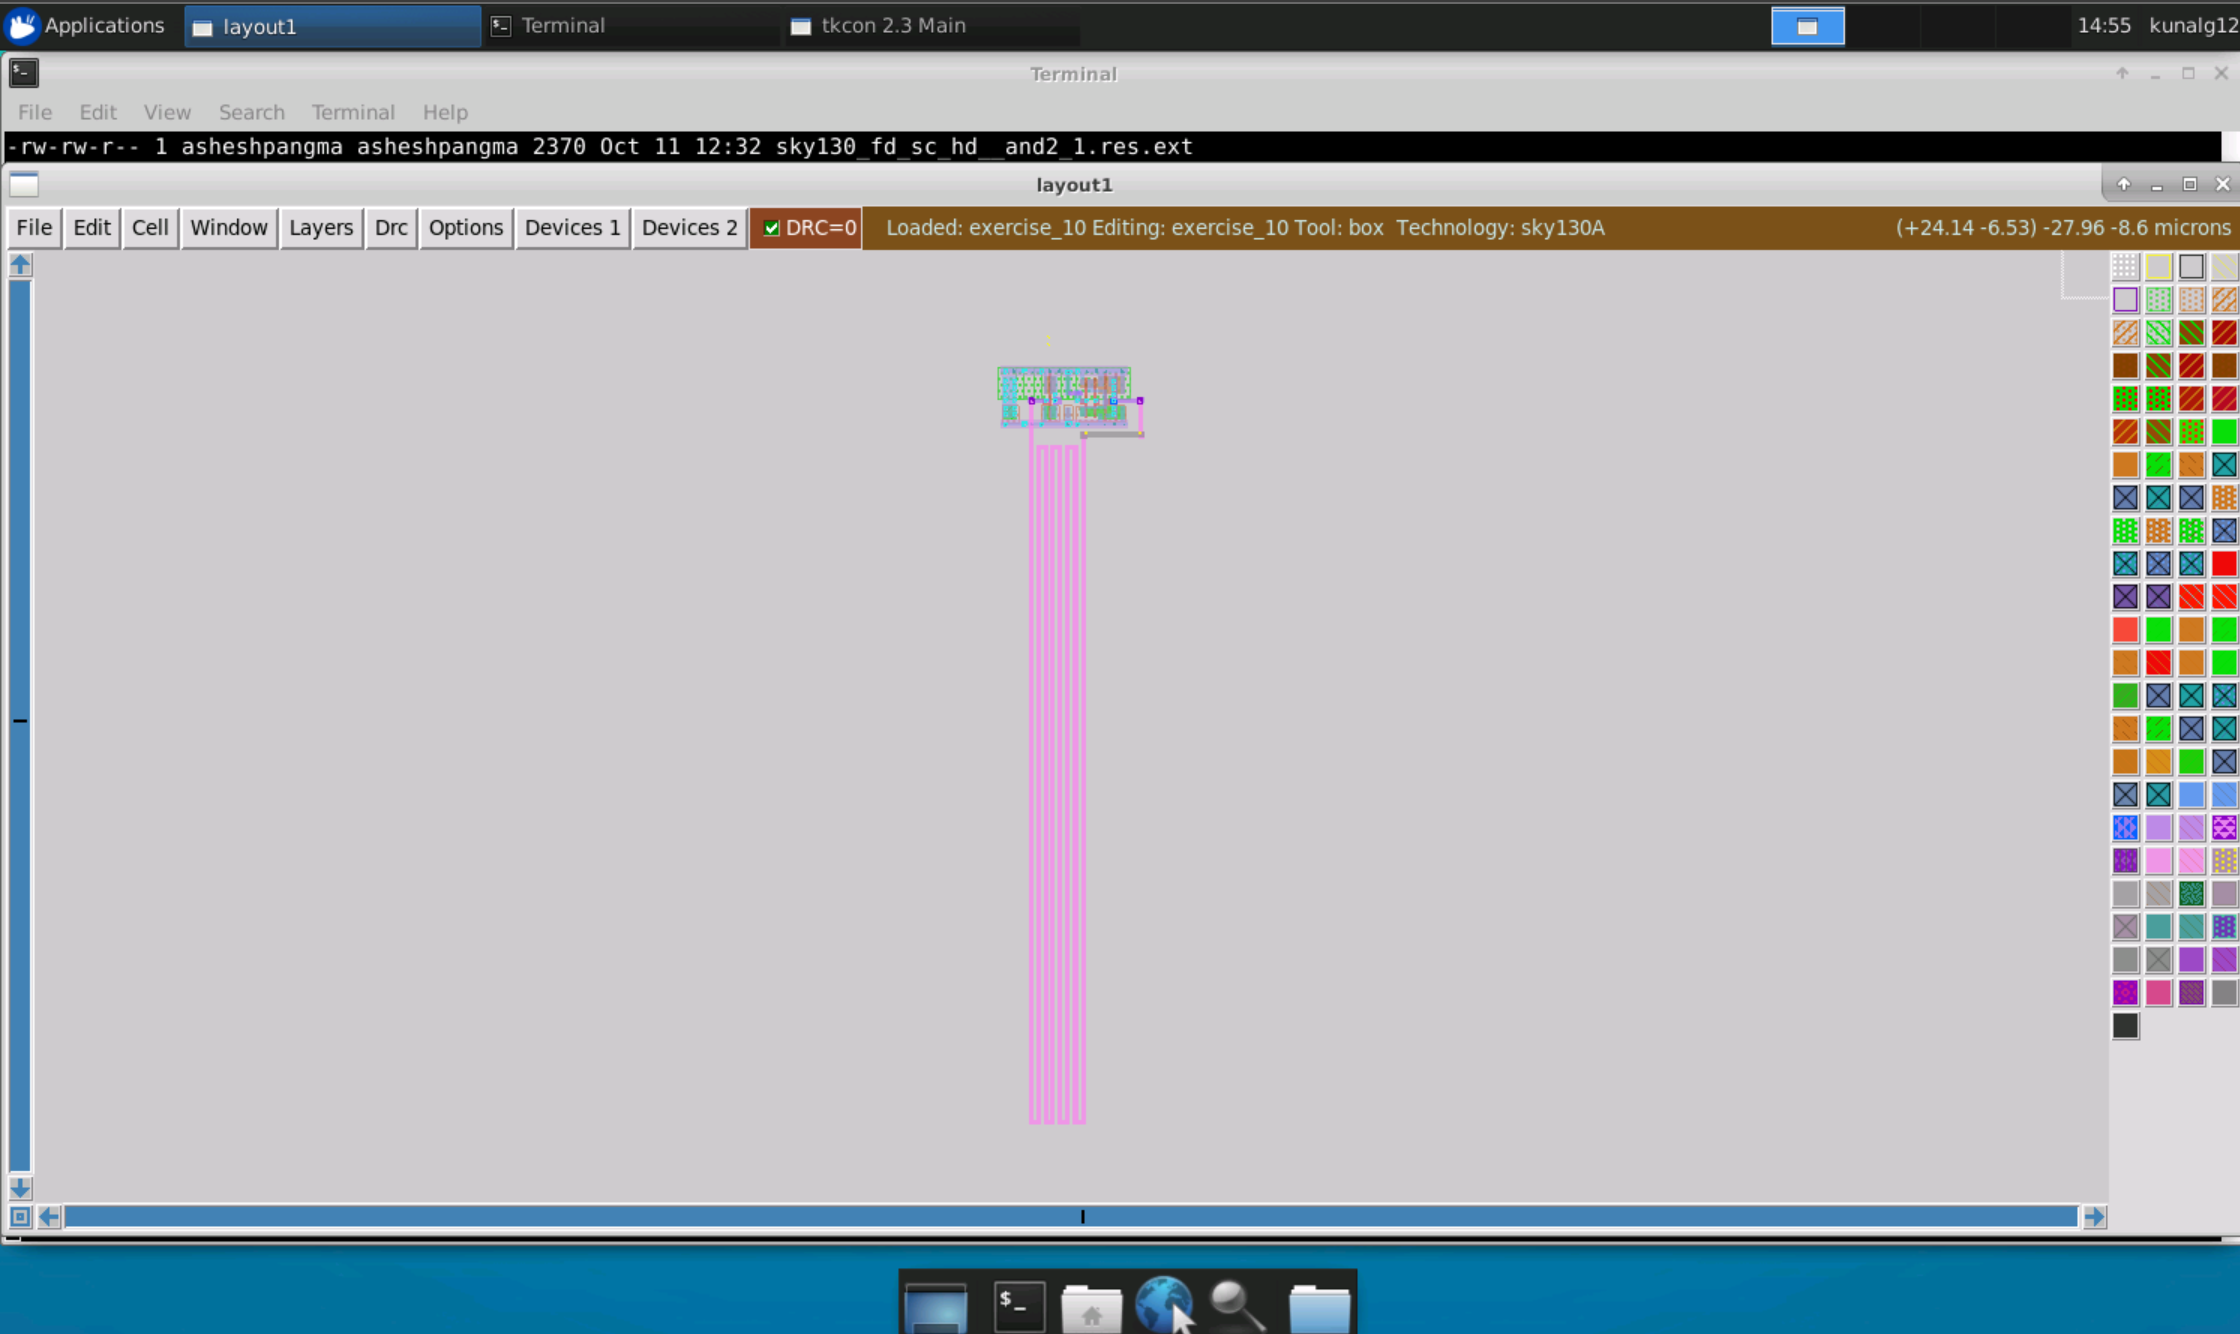 Applications layout1 Terminal tkcon 2.3 Main 14:55 kunalg12
Terminal
File Edit View Search Terminal Help
-rw-rw-r-- 1 asheshpangma asheshpangma 2370 Oct 11 12:32 sky130_fd_sc_hd__and2_1.res.ext
layout1
File Edit Cell Window Layers Drc Options Devices 1 Devices 2 DRC=0 Loaded: exercise_10 Editing: exercise_10 Tool: box Technology: sky130A (+24.14 -6.53) -27.96 -8.6 microns
$_